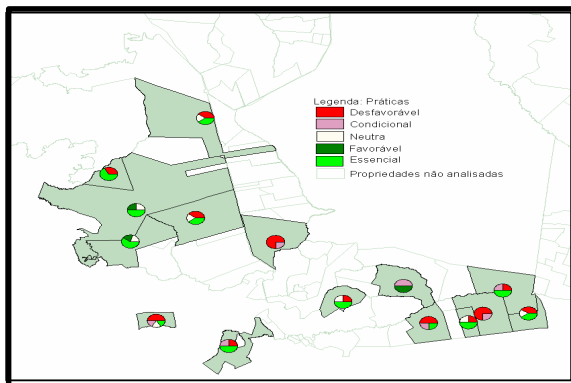 Legenda: Práticas
Desfavorável
Condicional
Neutra
Favorável
Essencial
Propriedades não analisadas